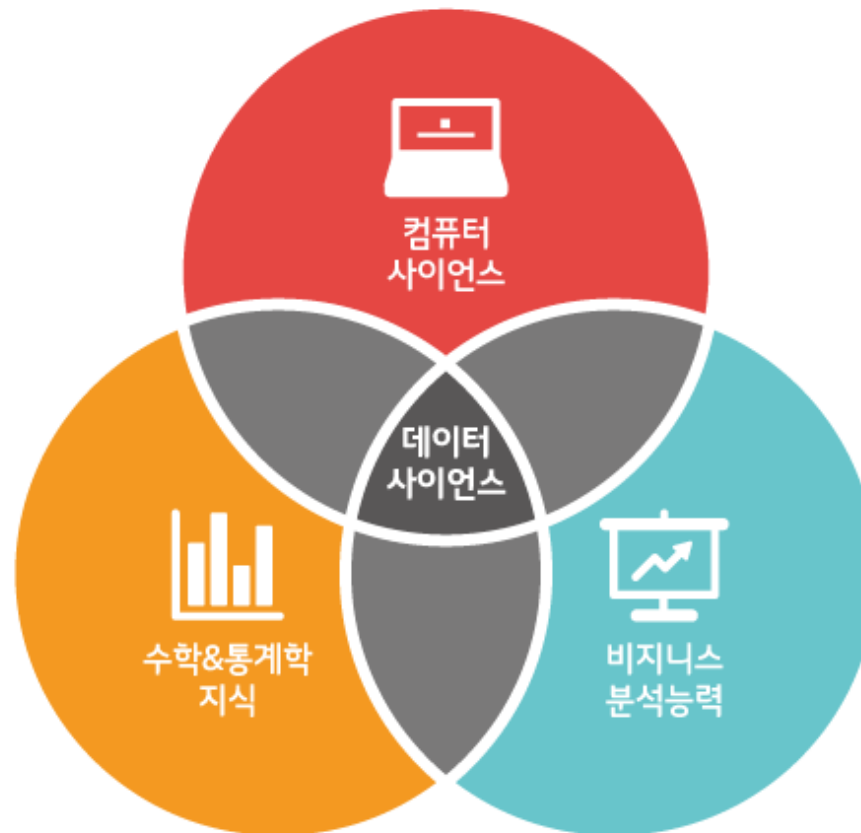 컴퓨터
사이언스
데이터
사이언스
수학&통계학
지식
비지니스
분석능력